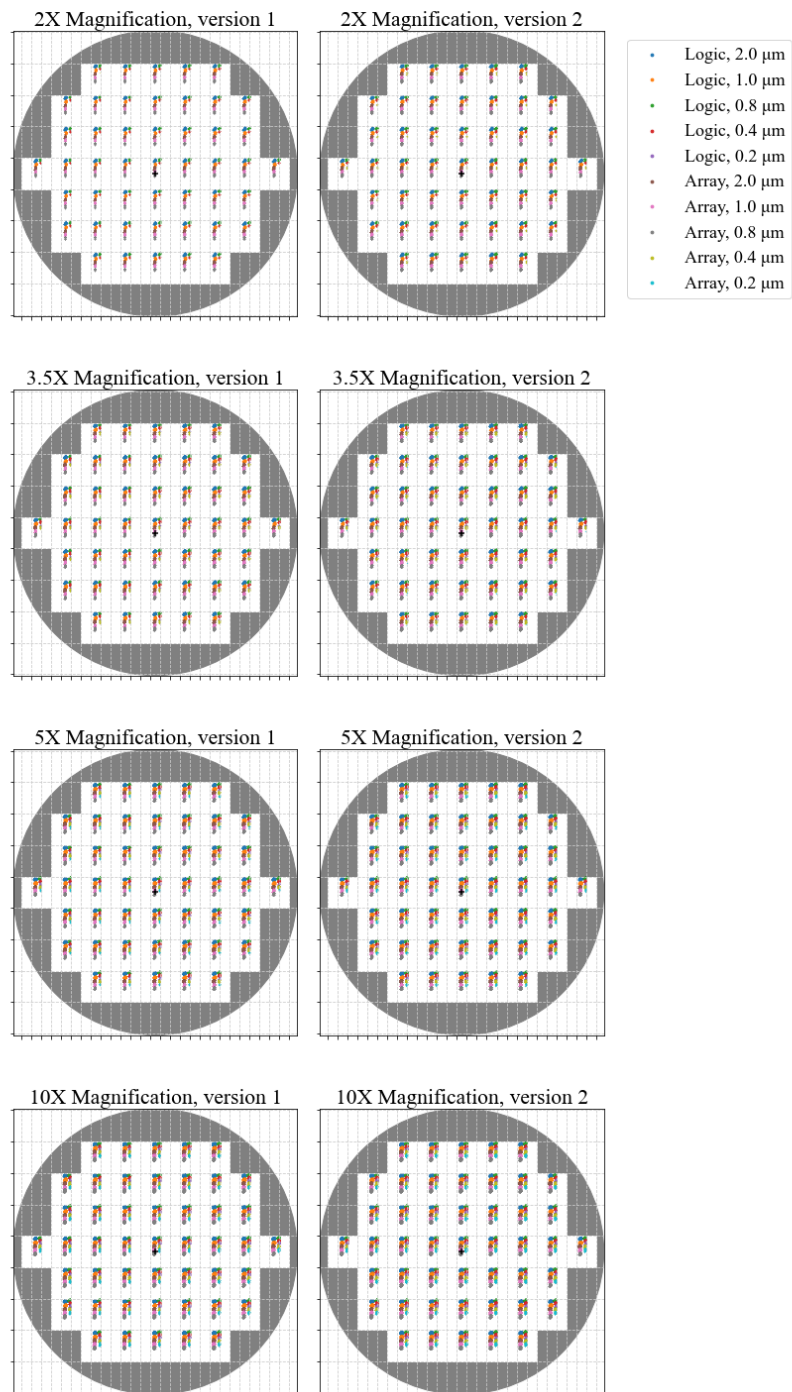 2X Magnification, version 1
2X Magnification, version 2
Logic, 2.0 µm
Logic, 1.0 µm
Logic, 0.8 µm
Logic, 0.4 µm
Logic, 0.2 µm
Array, 2.0 µm
Array, 1.0 µm
Array, 0.8 µm
Array, 0.4 µm
Array, 0.2 µm
3.5X Magnification, version 1
3.5X Magnification, version 2
5X Magnification, version 1
5X Magnification, version 2
10X Magnification, version 1
10X Magnification, version 2